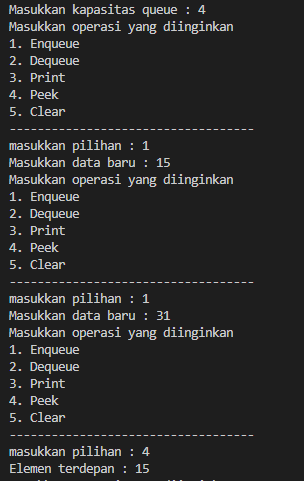 Masukkan kapasitas queue : 4
Masukkan operasi yang diinginkan
1. Enqueue
2. Dequeue
3. Print
4. Peek
5. Clear
-----------------------------------
masukkan pilihan : 1
Masukkan data baru : 15
Masukkan operasi yang diinginkan
1. Enqueue
2. Dequeue
3. Print
4. Peek
5. Clear
-----------------------------------
masukkan pilihan : 1
Masukkan data baru : 31
Masukkan operasi yang diinginkan
1. Enqueue
2. Dequeue
3. Print
4. Peek
5. Clear
-----------------------------------
masukkan pilihan : 4
Elemen terdepan : 15